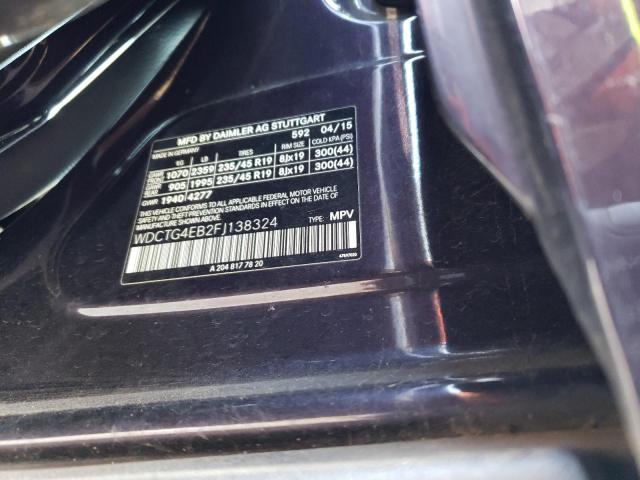 MFD BY DAIMLER AG STUTTGART
MADE IN GERMANY 592 04/15
KG LB TIRES RIM SIZE COLD KPA(PSI)
1070 2359 235/45 R19 8Jx19 300(44)
905 1995 235/45 R19 8Jx19 300(44)
GVWR 1940 4277
THIS VEHICLE CONFORMS TO ALL APPLICABLE FEDERAL MOTOR VEHICLE
SAFETY AND THEFT PREVENTION STANDARDS IN EFFECT ON THE DATE
OF MANUFACTURE SHOWN ABOVE.
WDCTG4EB2FJ138324 TYPE: MPV
A 204 817 78 20